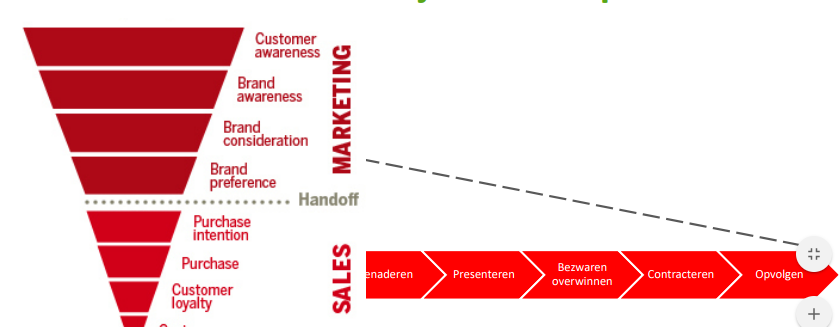 Customer
awareness
Brand
awareness
Brand
consideration
Brand
preference
MARKETING
Handoff
Purchase
intention
Purchase
Customer
loyalty
SALES
enaderen
Presenteren
Bezwaren
overwinnen
Contracteren
Opvolgen